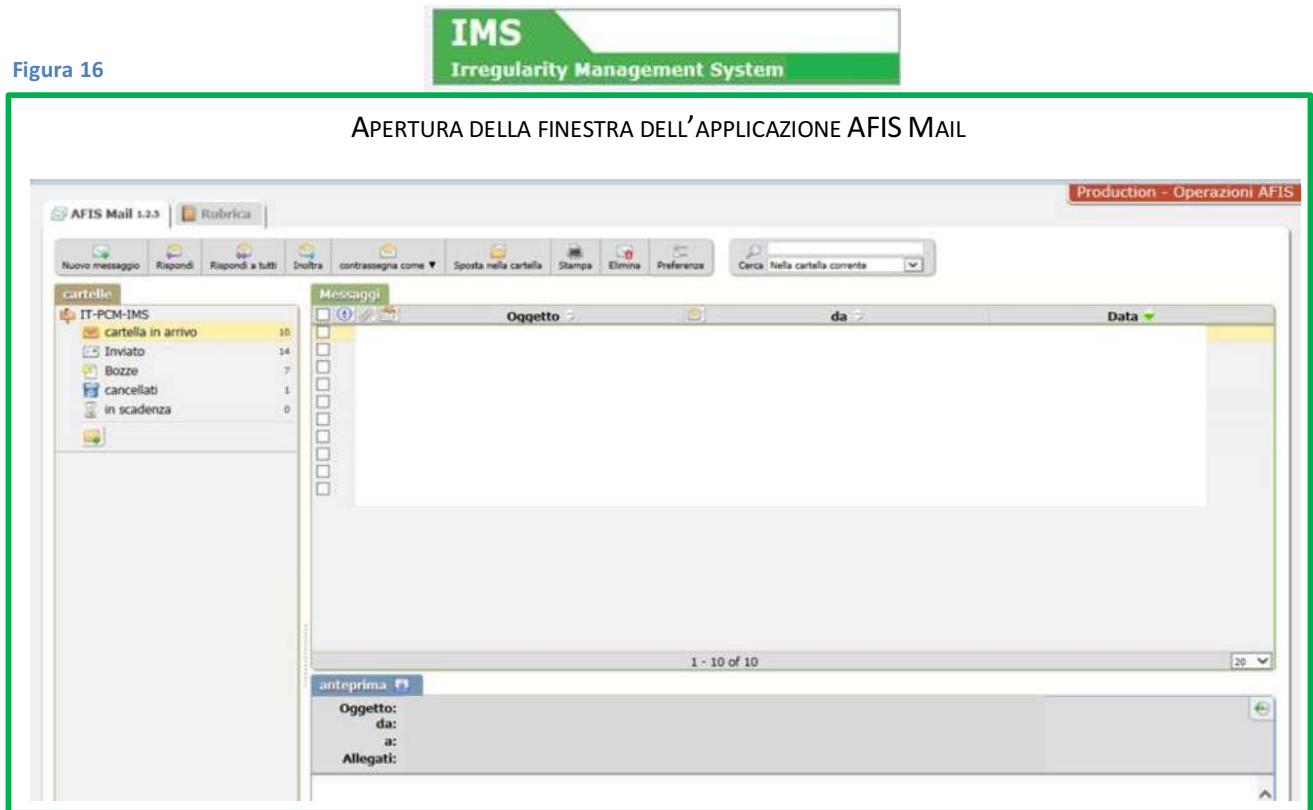 IMS
Irregularity Management System
Figura 16
APERTURA DELLA FINESTRA DELL'APPLICAZIONE AFIS MAIL
Production - Operazioni AFIS
AFIS Mail 1.2.3 Rubrica
Nuovo messaggio Rispondi Rispondi a tutti Inoltra contrassegna come ▼ Sposta nella cartella Stampa Elimina Preferenze Cerca Nella cartella corrente
cartelle Messaggi
IT-PCM-IMS Oggetto da Data
cartella in arrivo 10
Inviato 14
Bozze 7
cancellati 1
in scadenza 0
1 - 10 of 10 20
anteprima
Oggetto:
da:
a:
Allegati: